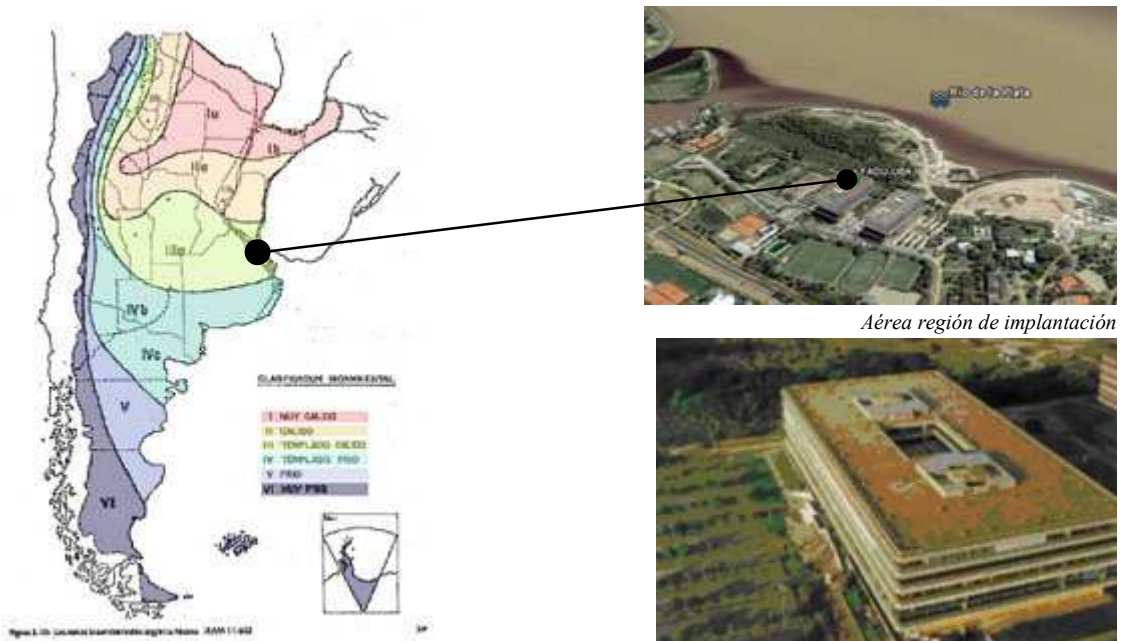 Ia
Ib
IIa
IIIa
IVb
IVc
V
VI
CLASIFICACION BIOAMBIENTAL
I MUY CALIDO
II CALIDO
III TEMPLADO CALIDO
IV TEMPLADO FRIO
V FRIO
VI MUY FRIO
Río de la Plata
Aérea región de implantación